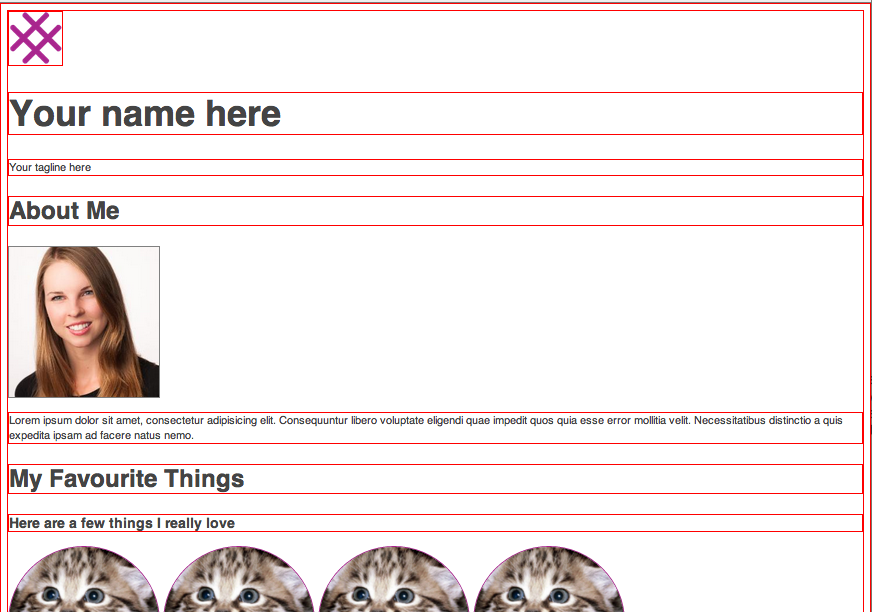 Your name here
Your tagline here
About Me
Lorem ipsum dolor sit amet, consectetur adipisicing elit. Consequuntur libero voluptate eligendi quae impedit quos quia esse error mollitia velit. Necessitatibus distinctio a quis
expedita ipsam ad facere natus nemo.
My Favourite Things
Here are a few things I really love